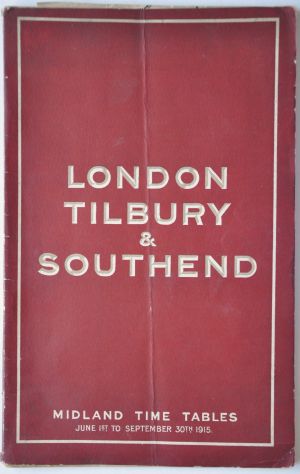 LONDON
TILBURY
&
SOUTHEND
MIDLAND TIME TABLES
JUNE 1ST TO SEPTEMBER 30TH 1915.